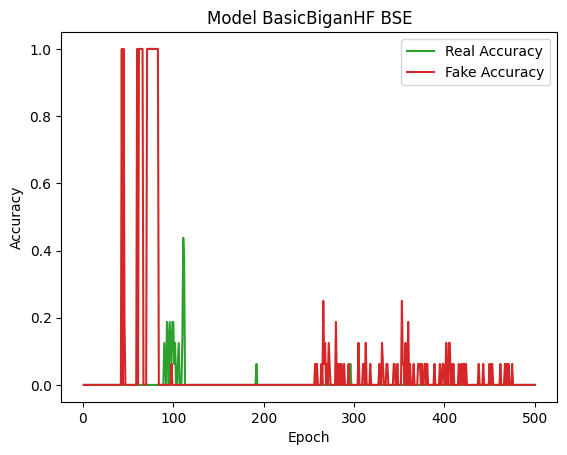 Model BasicBiganHF BSE
Real Accuracy
Fake Accuracy
1.0
0.8
0.6
0.4
0.2
0.0
Accuracy
0 100 200 300 400 500
Epoch